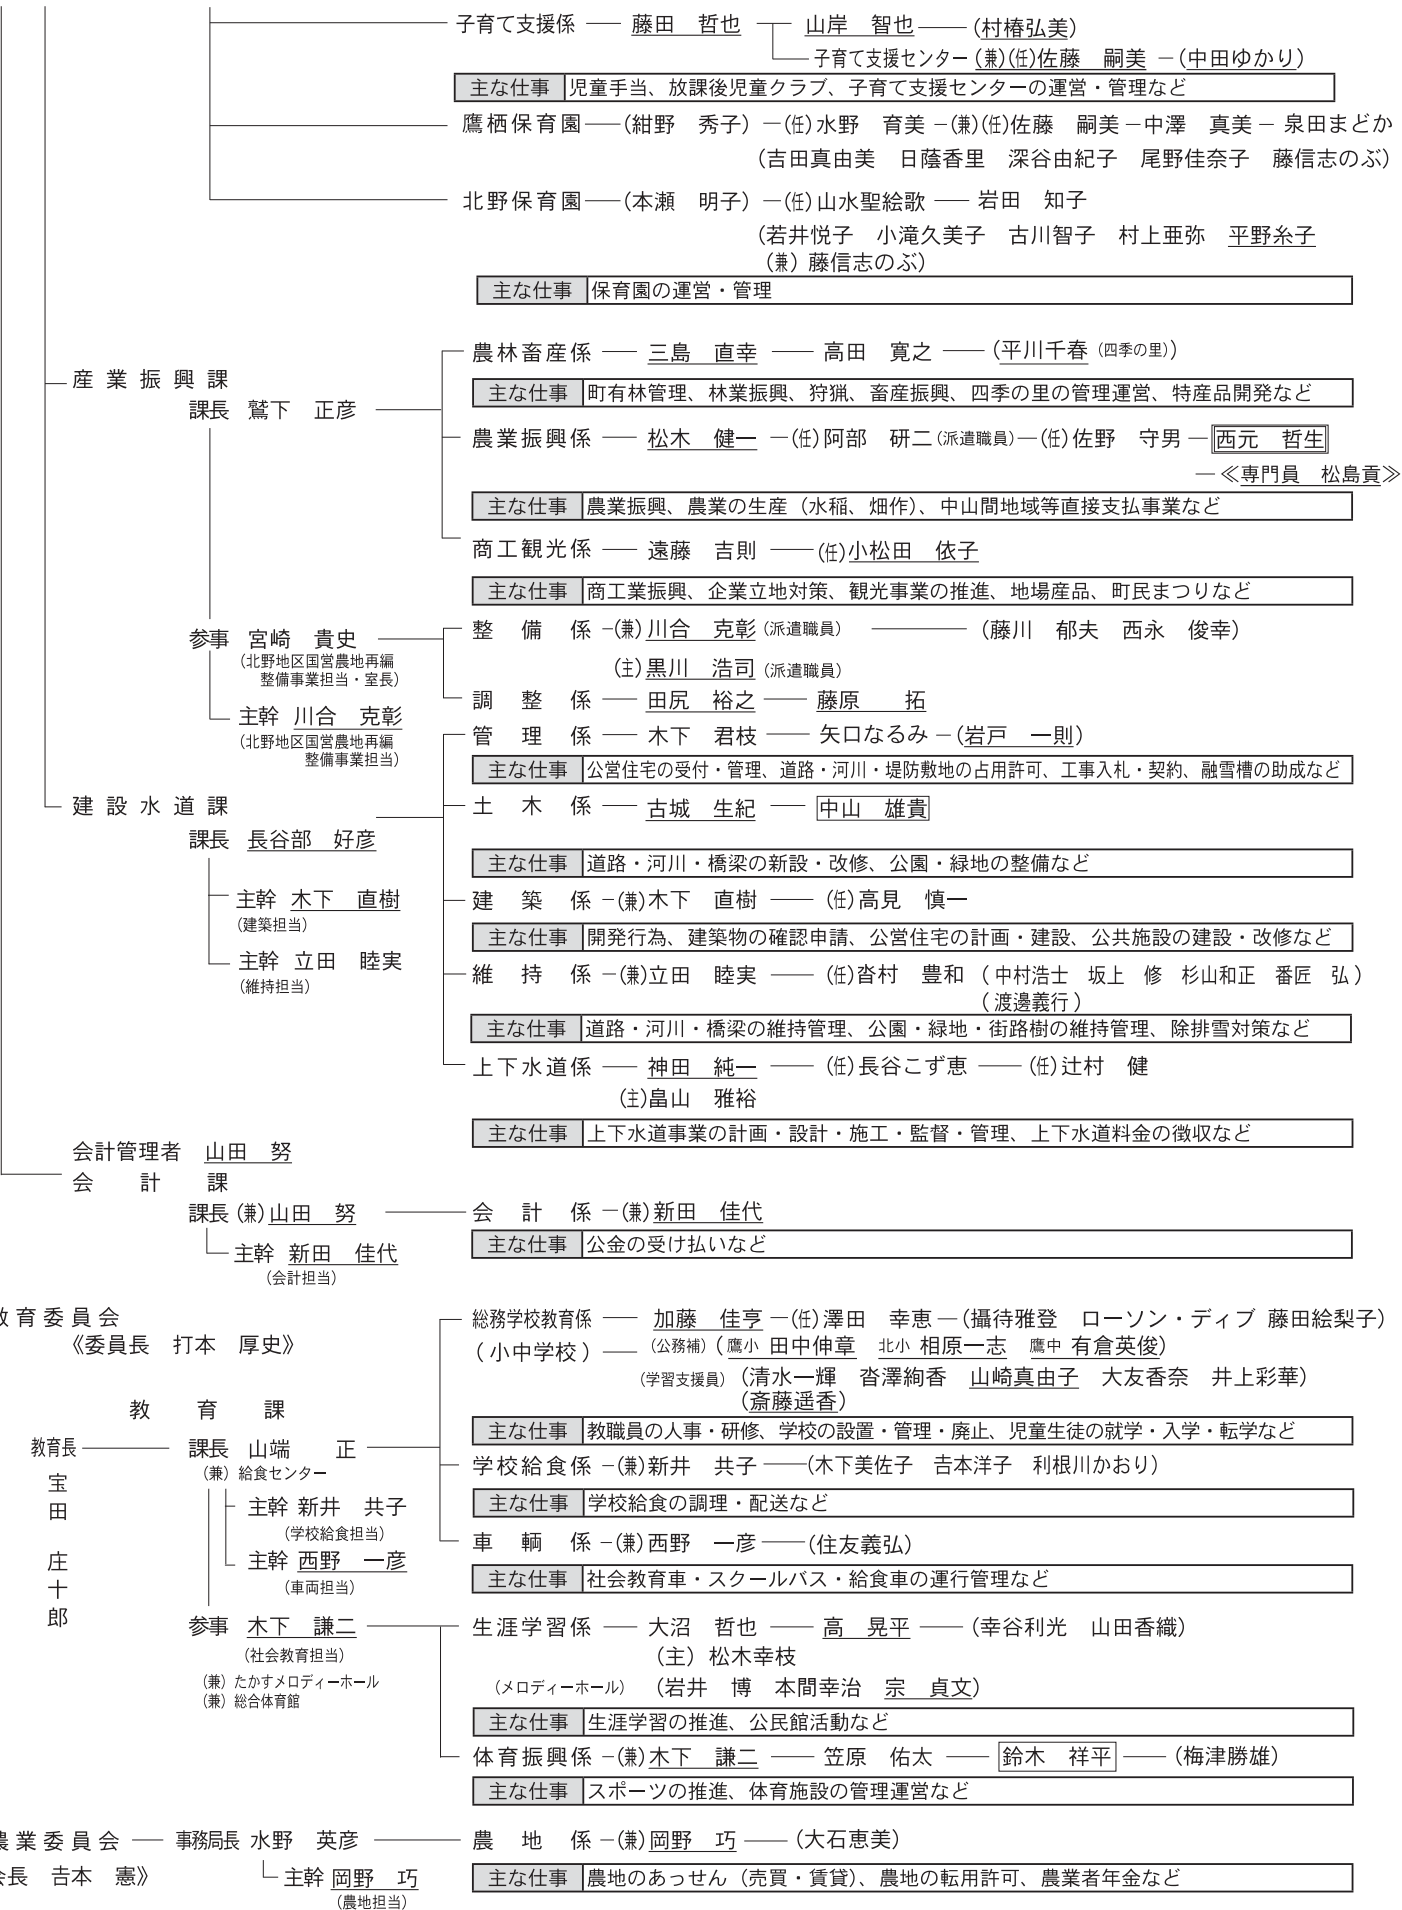 子育て支援係 ── 藤田　哲也 ── 山岸　智也 ── (村椿弘美)
子育て支援センター (兼)(任)佐藤　嗣美 ─ (中田ゆかり)
主な仕事 児童手当、放課後児童クラブ、子育て支援センターの運営・管理など
鷹栖保育園 ── (紺野　秀子) ─ (任)水野　育美 ─ (兼)(任)佐藤　嗣美 ─ 中澤　真美 ─ 泉田まどか
(吉田真由美　日蔭香里　深谷由紀子　尾野佳奈子　藤信志のぶ)
北野保育園 ── (本瀬　明子) ─ (任)山水聖絵歌 ── 岩田　知子
(若井悦子　小滝久美子　古川智子　村上亜弥　平野糸子
(兼) 藤信志のぶ)
主な仕事 保育園の運営・管理
農林畜産係 ── 三島　直幸 ── 高田　寛之 ── (平川千春 (四季の里))
産業振興課
主な仕事 町有林管理、林業振興、狩猟、畜産振興、四季の里の管理運営、特産品開発など
課長　鷲下　正彦
農業振興係 ── 松木　健一 ─ (任)阿部　研二 (派遣職員) ─ (任)佐野　守男 ─ 西元　哲生
─ ≪専門員　松島貢≫
主な仕事 農業振興、農業の生産（水稲、畑作）、中山間地域等直接支払事業など
商工観光係 ── 遠藤　吉則 ── (任)小松田　依子
主な仕事 商工業振興、企業立地対策、観光事業の推進、地場産品、町民まつりなど
参事　宮崎　貴史
整　備　係 ─ (兼)川合　克彰 (派遣職員) ── (藤川　郁夫　西永　俊幸)
(北野地区国営農地再編
整備事業担当・室長)
(主)黒川　浩司 (派遣職員)
調　整　係 ── 田尻　裕之 ── 藤原　　拓
主幹　川合　克彰
(北野地区国営農地再編
整備事業担当)
管　理　係 ── 木下　君枝 ── 矢口なるみ ─ (岩戸　一則)
主な仕事 公営住宅の受付・管理、道路・河川・堤防敷地の占用許可、工事入札・契約、融雪槽の助成など
建設水道課
土　木　係 ── 古城　生紀 ── 中山　雄貴
課長　長谷部　好彦
主な仕事 道路・河川・橋梁の新設・改修、公園・緑地の整備など
主幹　木下　直樹
(建築担当)
建　築　係 ─ (兼)木下　直樹 ── (任)高見　慎一
主な仕事 開発行為、建築物の確認申請、公営住宅の計画・建設、公共施設の建設・改修など
主幹　立田　睦実
(維持担当)
維　持　係 ─ (兼)立田　睦実 ── (任)沓村　豊和　( 中村浩士　坂上　修　杉山和正　番匠　弘 )
( 渡邊義行 )
主な仕事 道路・河川・橋梁の維持管理、公園・緑地・街路樹の維持管理、除排雪対策など
上下水道係 ── 神田　純一 ── (任)長谷こず恵 ── (任)辻村　健
(主)畠山　雅裕
主な仕事 上下水道事業の計画・設計・施工・監督・管理、上下水道料金の徴収など
会計管理者　山田　努
会　計　課
課長 (兼)山田　努 ── 会　計　係 ─ (兼)新田　佳代
主な仕事 公金の受け払いなど
主幹　新田　佳代
(会計担当)
育委員会
《委員長　打本　厚史》
総務学校教育係 ── 加藤　佳亨 ─ (任)澤田　幸恵 ─ (攝待雅登　ローソン・ディブ　藤田絵梨子)
( 小中学校 ) ── (公務補) ( 鷹小 田中伸章　北小 相原一志　鷹中 有倉英俊)
(学習支援員) (清水一輝　沓澤絢香　山崎真由子　大友香奈　井上彩華)
(斎藤遥香)
主な仕事 教職員の人事・研修、学校の設置・管理・廃止、児童生徒の就学・入学・転学など
教　育　課
教育長 ── 課長　山端　　正
宝田　庄十郎
(兼) 給食センター
学校給食係 ─ (兼)新井　共子 ── (木下美佐子　吉本洋子　利根川かおり)
主な仕事 学校給食の調理・配送など
主幹 新井　共子
(学校給食担当)
車　輌　係 ─ (兼)西野　一彦 ── (住友義弘)
主幹 西野　一彦
(車両担当)
主な仕事 社会教育車・スクールバス・給食車の運行管理など
参事　木下　謙二
(社会教育担当)
(兼) たかすメロディーホール
(兼) 総合体育館
生涯学習係 ── 大沼　哲也 ── 高　晃平 ── (幸谷利光　山田香織)
(主) 松木幸枝
(メロディーホール) (岩井　博　本間幸治　宗　貞文)
主な仕事 生涯学習の推進、公民館活動など
体育振興係 ─ (兼)木下　謙二 ── 笠原　佑太 ── 鈴木　祥平 ── (梅津勝雄)
主な仕事 スポーツの推進、体育施設の管理運営など
業委員会 ── 事務局長　水野　英彦 ── 農　地　係 ─ (兼)岡野　巧 ── (大石恵美)
長　吉本　憲》
主幹 岡野　巧
(農地担当)
主な仕事 農地のあっせん（売買・賃貸）、農地の転用許可、農業者年金など